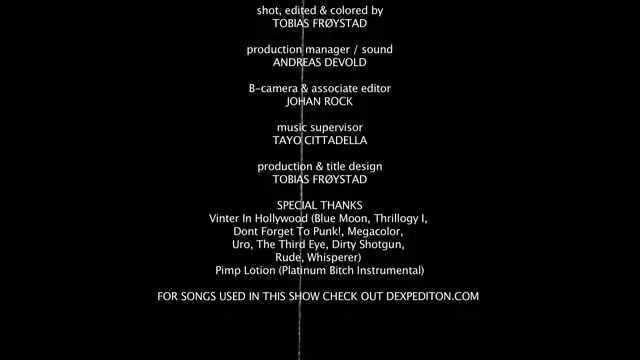 shot, edited & colored by
TOBIAS FRØYSTAD
production manager / sound
ANDREAS DEVOLD
B-camera & associate editor
JOHAN ROCK
music supervisor
TAYO CITTADELLA
production & title design
TOBIAS FRØYSTAD
SPECIAL THANKS
Vinter In Hollywood (Blue Moon, Thrillogy I,
Dont Forget To Punk!, Megacolor,
Uro, The Third Eye, Dirty Shotgun,
Rude, Whisperer)
Pimp Lotion (Platinum Bitch Instrumental)
FOR SONGS USED IN THIS SHOW CHECK OUT DEXPEDITON.COM